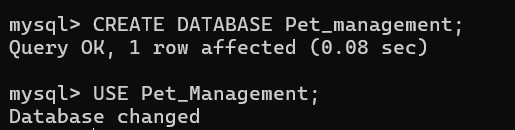 mysql> CREATE DATABASE Pet_management;
Query OK, 1 row affected (0.08 sec)
mysql> USE Pet_Management;
Database changed